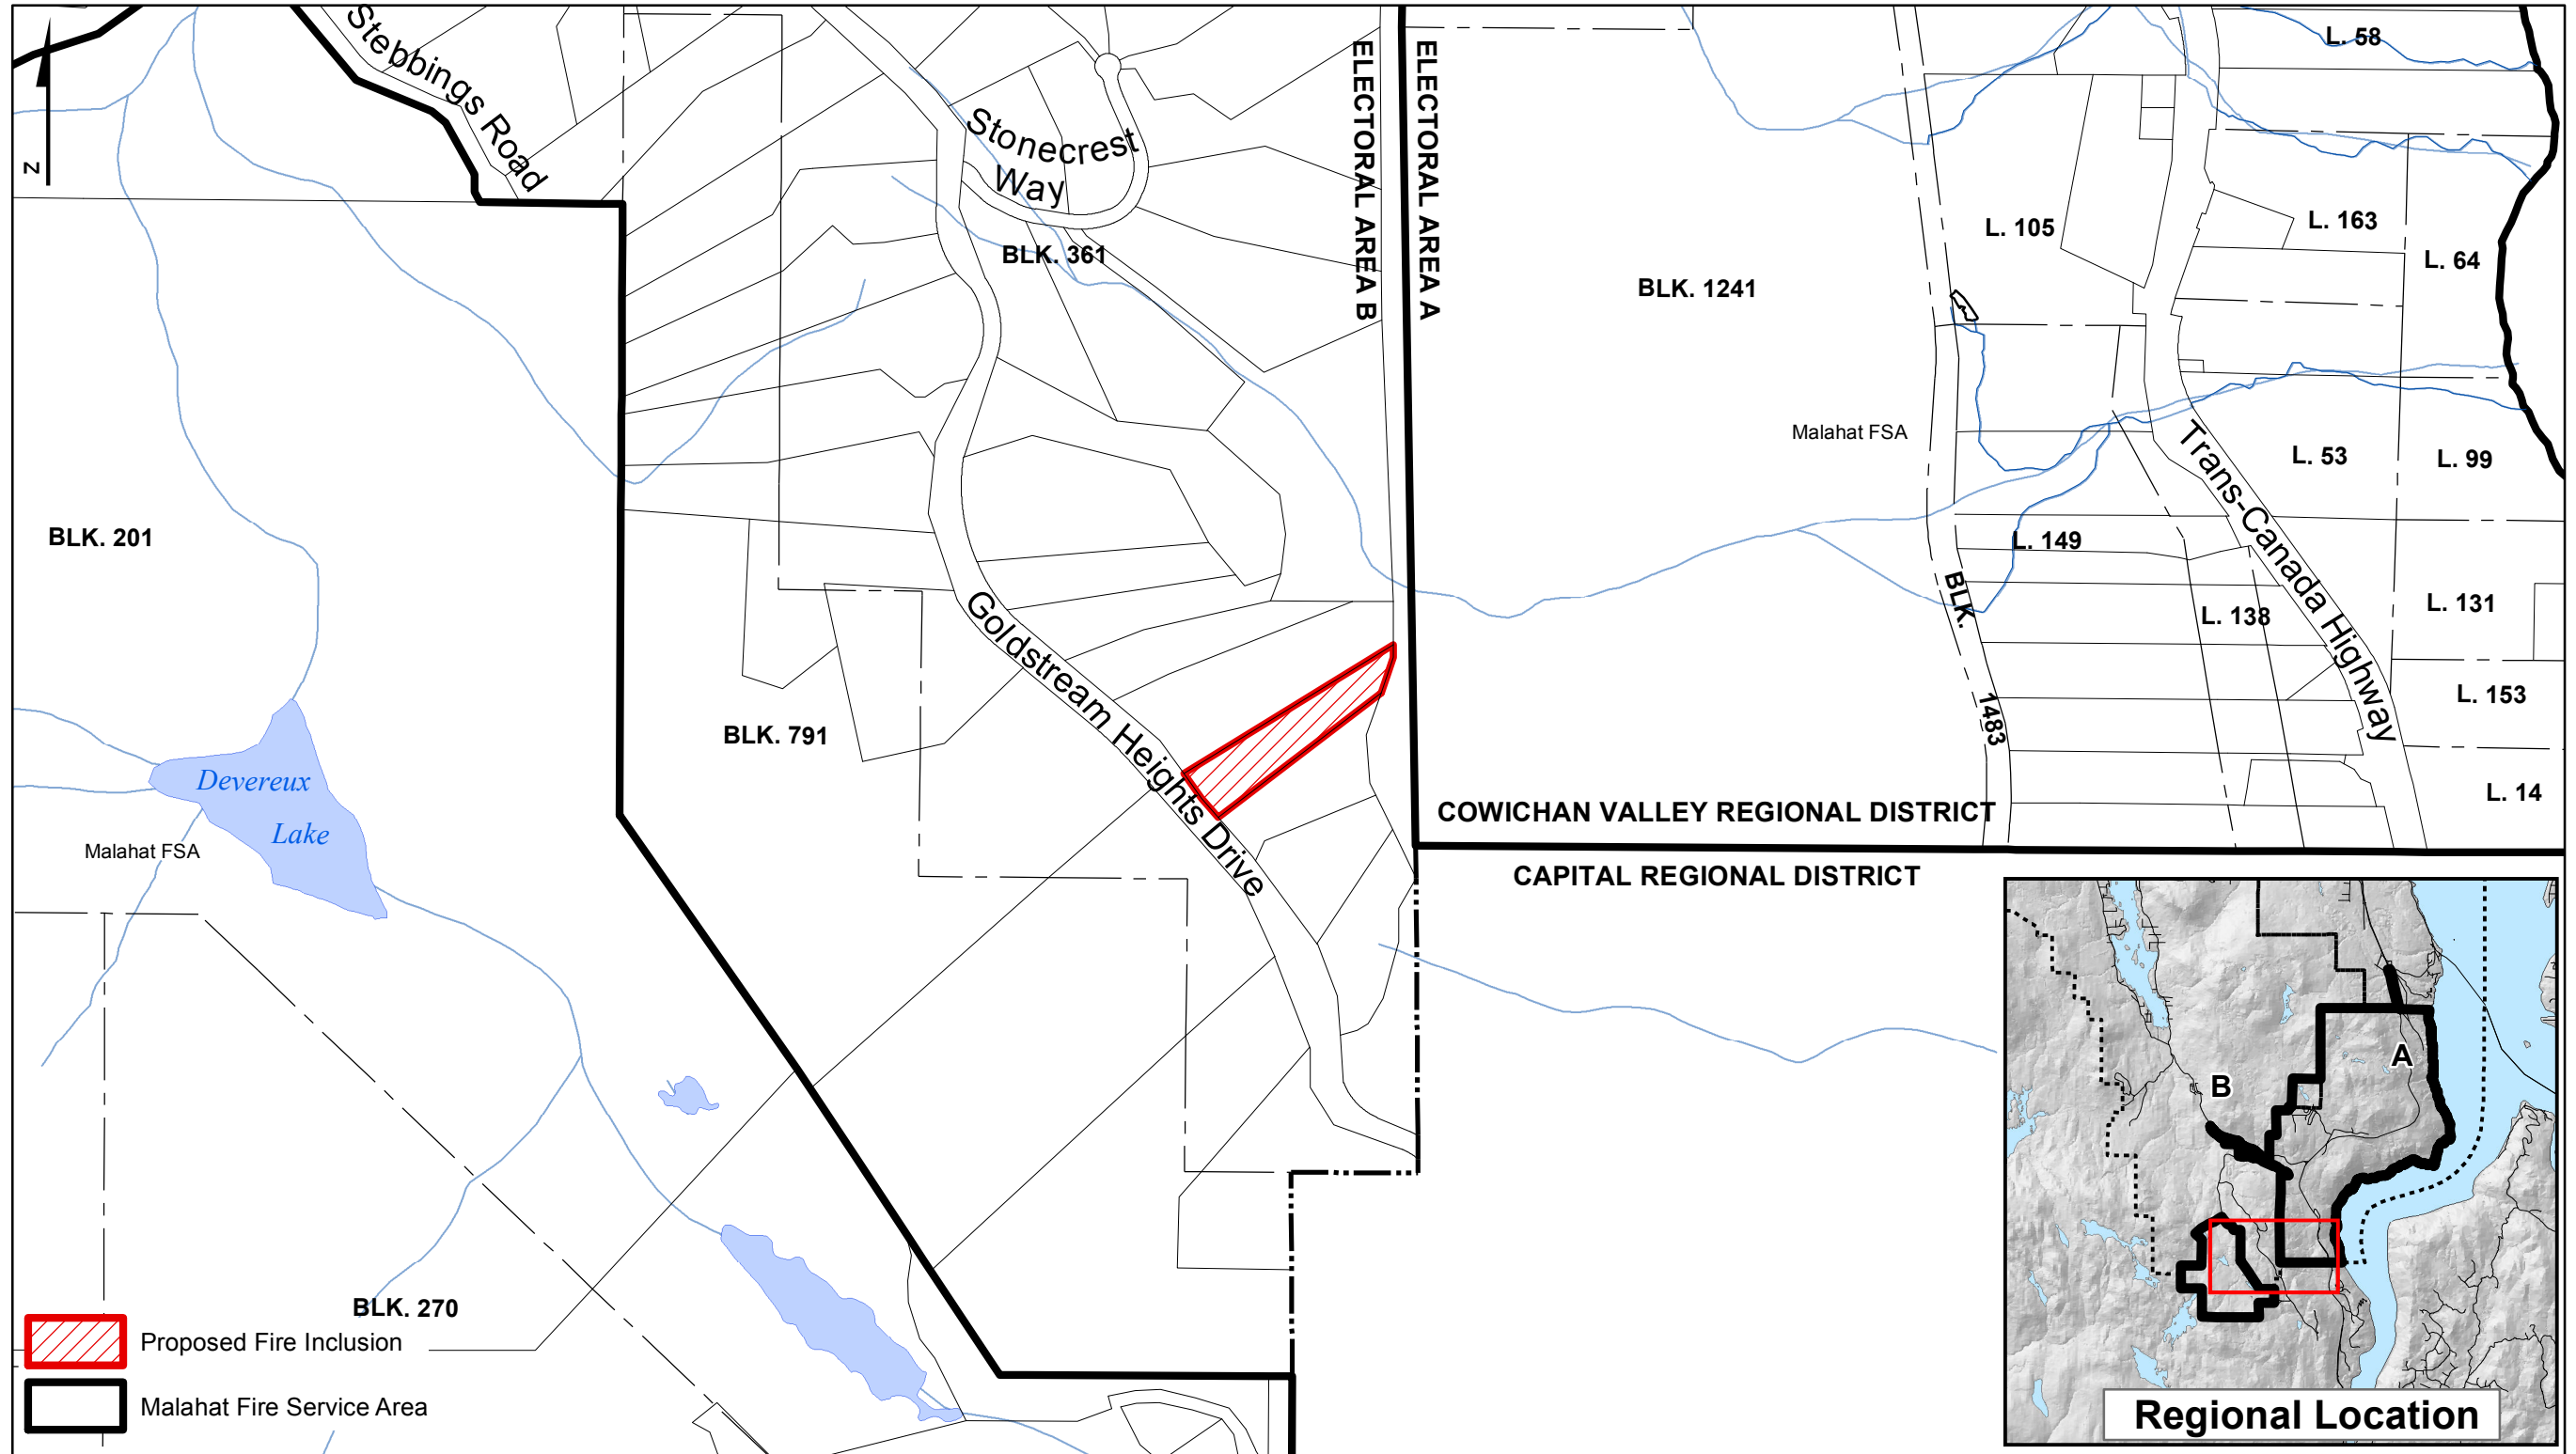 Stebbings Road
Stonecrest
Way
ELECTORAL AREA B
ELECTORAL AREA A
L. 58
L. 105
L. 163
L. 64
BLK. 361
BLK. 1241
Malahat FSA
Trans-Canada Highway
L. 53
L. 99
BLK. 201
L. 149
BLK. 1483
L. 138
L. 131
Goldstream Heights Drive
L. 153
BLK. 791
Devereux
Lake
L. 14
COWICHAN VALLEY REGIONAL DISTRICT
Malahat FSA
CAPITAL REGIONAL DISTRICT
A
B
BLK. 270
Proposed Fire Inclusion
Malahat Fire Service Area
Regional Location
N